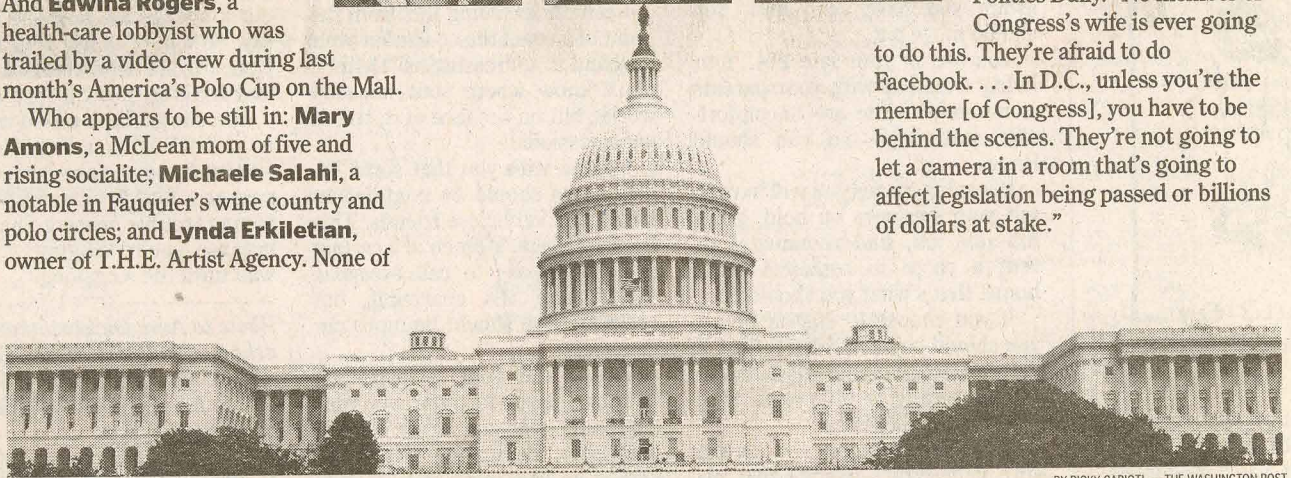 And Edwina Rogers, a
health-care lobbyist who was
trailed by a video crew during last
month's America's Polo Cup on the Mall.
Who appears to be still in: Mary
Amons, a McLean mom of five and
rising socialite; Michaele Salahi, a
notable in Fauquier's wine country and
polo circles; and Lynda Erkiletian,
owner of T.H.E. Artist Agency. None of
Politics Daily.
Congress's wife is ever going
to do this. They're afraid to do
Facebook. . . . In D.C., unless you're the
member [of Congress], you have to be
behind the scenes. They're not going to
let a camera in a room that's going to
affect legislation being passed or billions
of dollars at stake."
BY RICKY CARIOTI — THE WASHINGTON POST